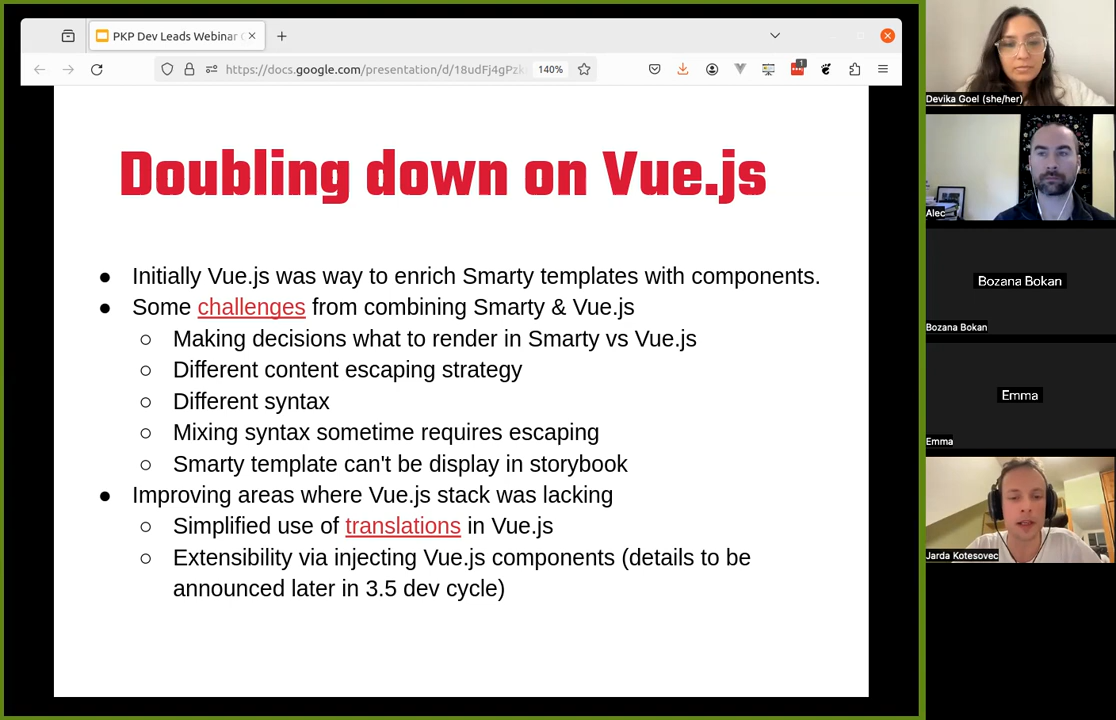 PKP Dev Leads Webinar
https://docs.google.com/presentation/d/18udFj4gPzk
140%
1
Doubling down on Vue.js
● Initially Vue.js was way to enrich Smarty templates with components.
● Some challenges from combining Smarty & Vue.js
○ Making decisions what to render in Smarty vs Vue.js
○ Different content escaping strategy
○ Different syntax
○ Mixing syntax sometime requires escaping
○ Smarty template can't be display in storybook
● Improving areas where Vue.js stack was lacking
○ Simplified use of translations in Vue.js
○ Extensibility via injecting Vue.js components (details to be
announced later in 3.5 dev cycle)
Devika Goel (she/her)
Alec
Bozana Bokan
Bozana Bokan
Emma
Emma
Jarda Kotesovec